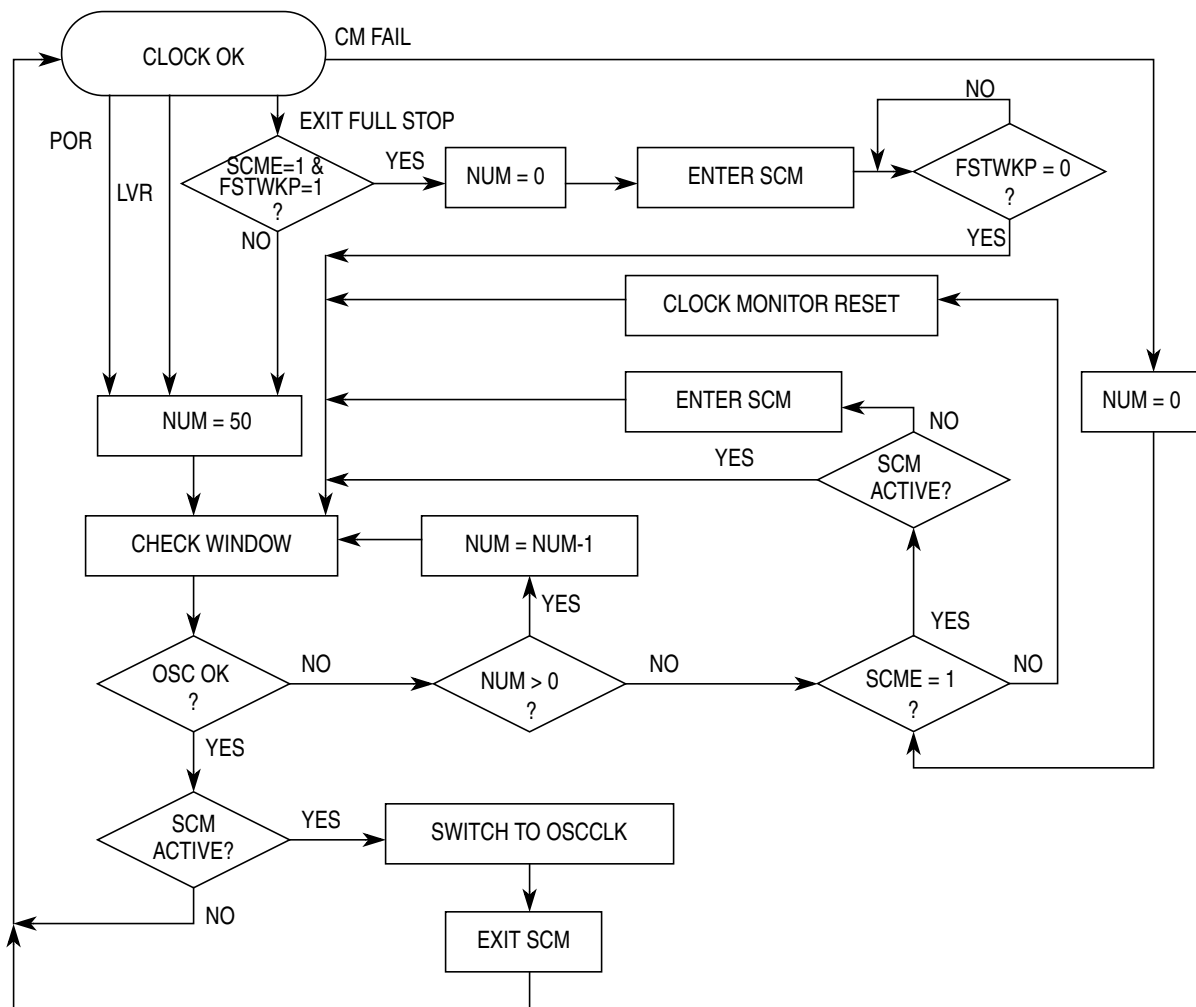 CM FAIL
CLOCK OK
NO
POR
EXIT FULL STOP
SCME=1 &
FSTWKP=1
?
YES
NUM = 0
ENTER SCM
FSTWKP = 0
?
LVR
NO
YES
CLOCK MONITOR RESET
NUM = 50
ENTER SCM
NUM = 0
NO
YES
SCM
ACTIVE?
CHECK WINDOW
NUM = NUM-1
YES
YES
OSC OK
?
NO
NUM > 0
?
NO
SCME = 1
?
NO
YES
SCM
ACTIVE?
YES
SWITCH TO OSCCLK
NO
EXIT SCM